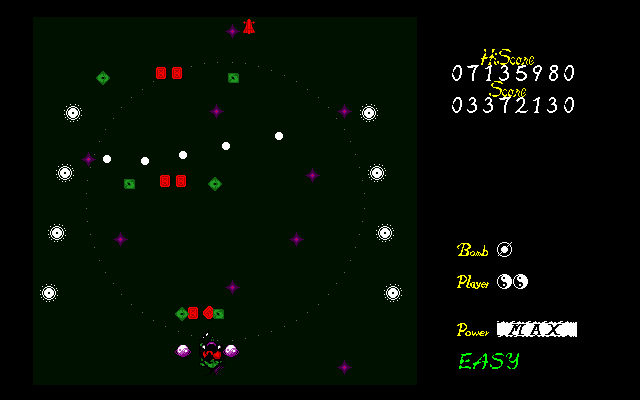 HiScore
07135980
Score
03372130
Bomb
Player
Power MAX
EASY